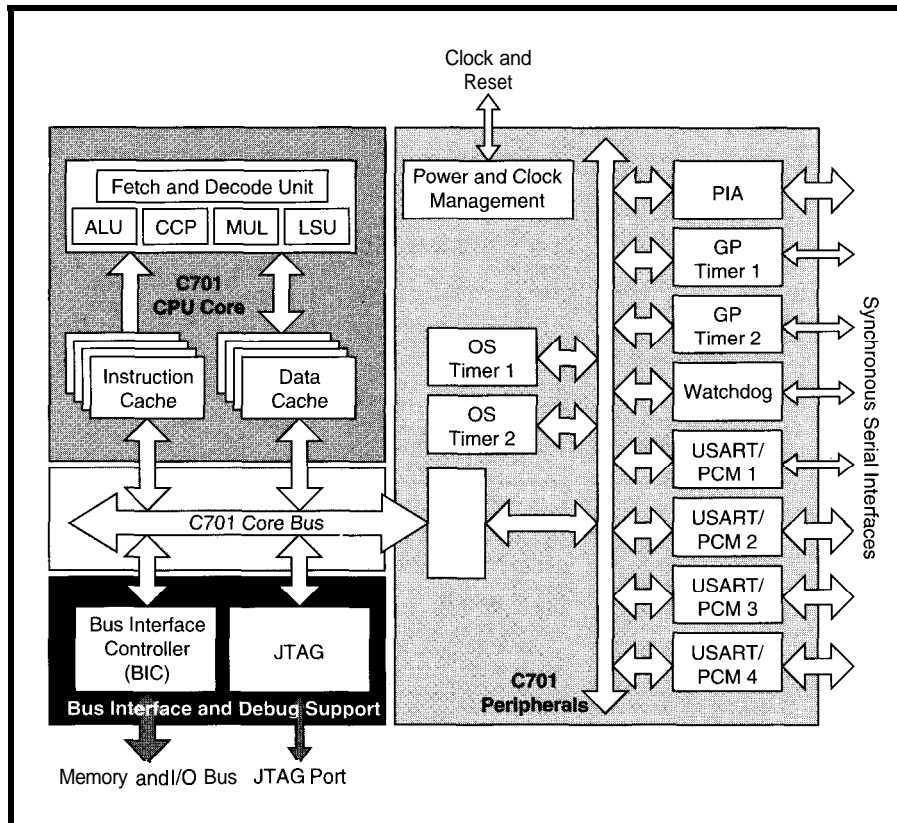 Clock and
Reset
Fetch and Decode Unit
ALU
CCP
MUL
LSU
C701
CPU Core
Instruction
Cache
Data
Cache
C701 Core Bus
Bus Interface
Controller
(BIC)
JTAG
Bus Interface and Debug Support
Memory andI/O Bus
JTAG Port
Power and Clock
Management
OS
Timer 1
OS
Timer 2
C701
Peripherals
PIA
GP
Timer 1
GP
Timer 2
Watchdog
USART/
PCM 1
USART/
PCM 2
USART/
PCM 3
USART/
PCM 4
Synchronous Serial Interfaces